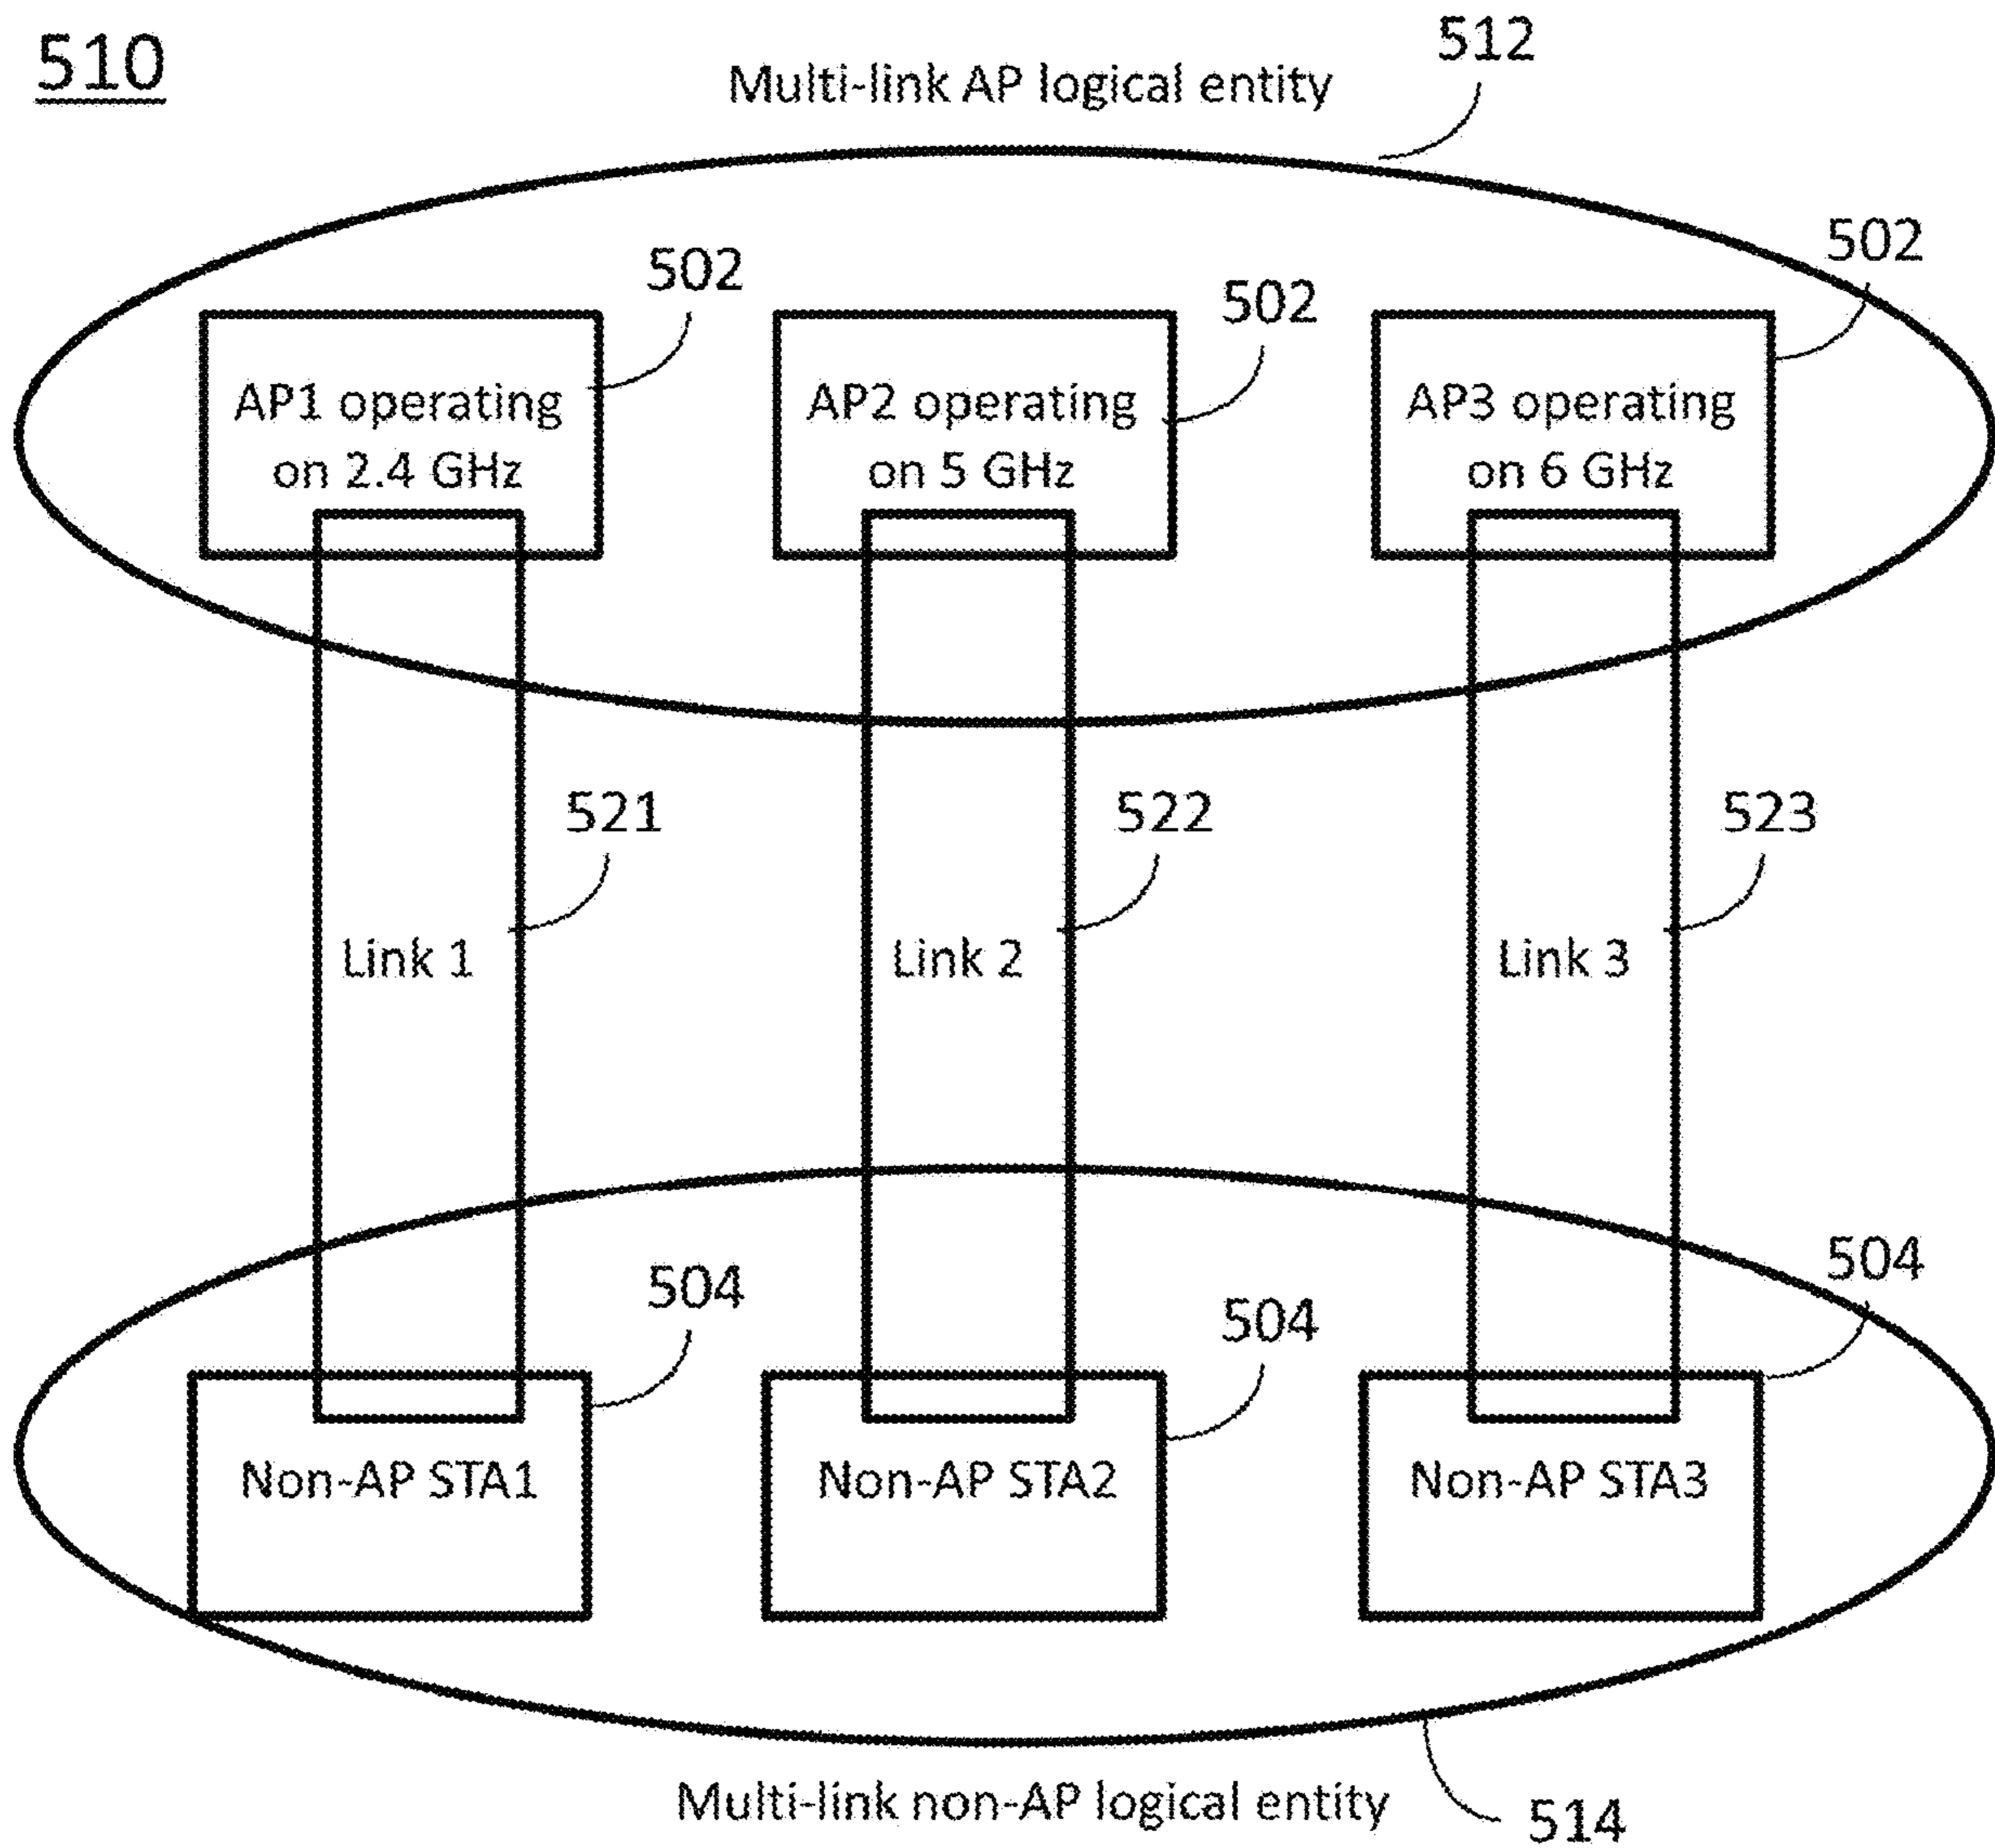 510
512
Multi-link AP logical entity
502
502
502
AP1 operating
on 2.4 GHz
AP2 operating
on 5 GHz
AP3 operating
on 6 GHz
521
522
523
Link 1
Link 2
Link 3
504
504
504
Non-AP STA1
Non-AP STA2
Non-AP STA3
Multi-link non-AP logical entity
514